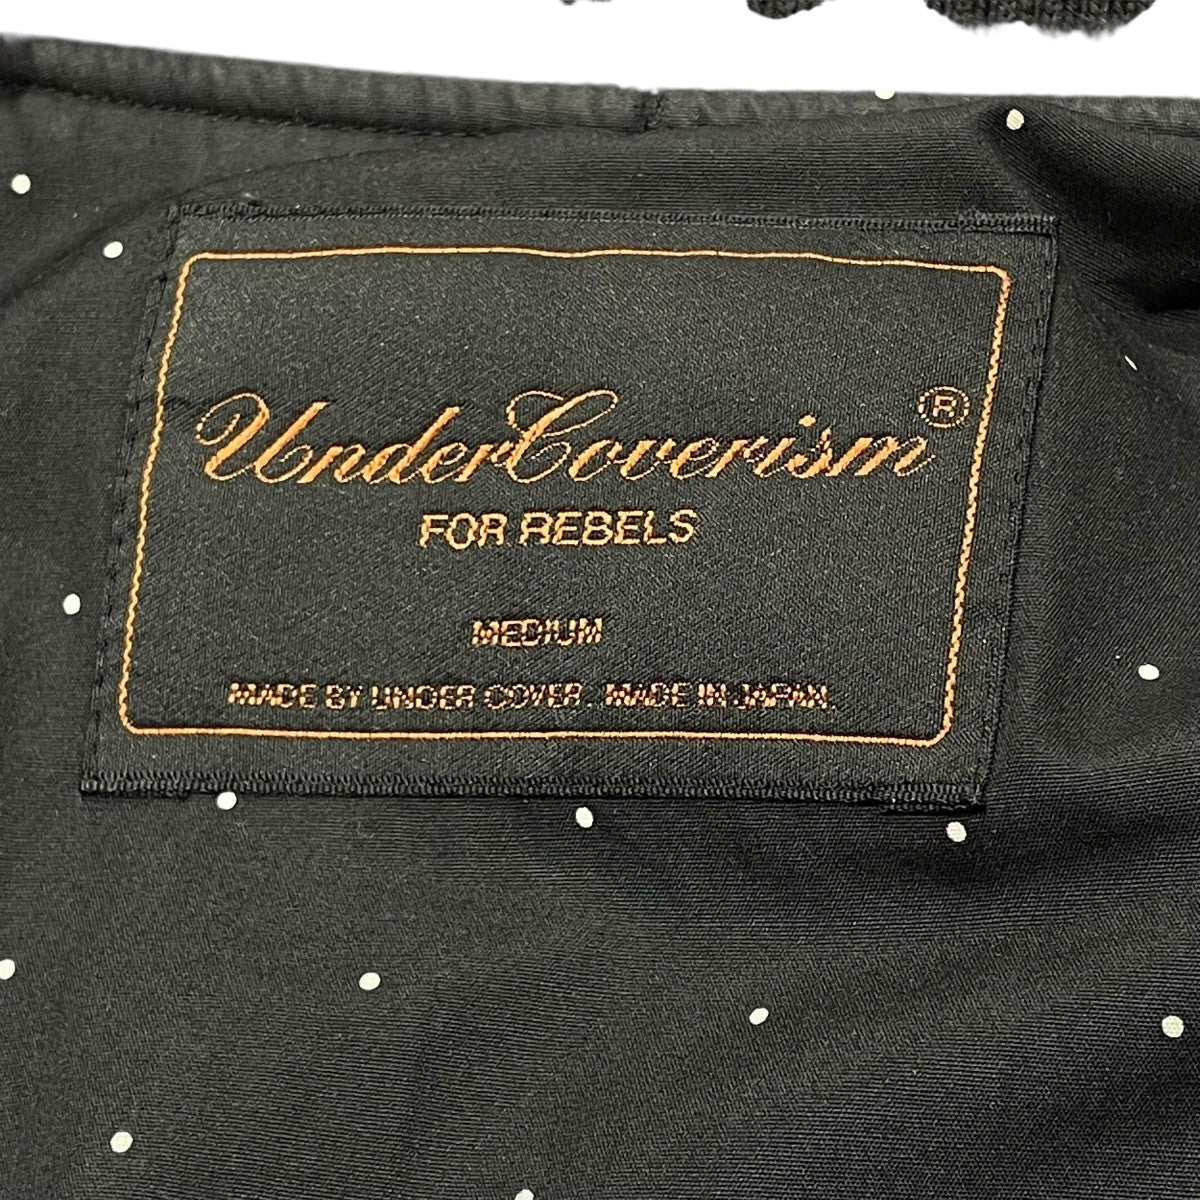 UnderCoverism®
FOR REBELS
MEDIUM
MADE BY UNDER COVER. MADE IN JAPAN.